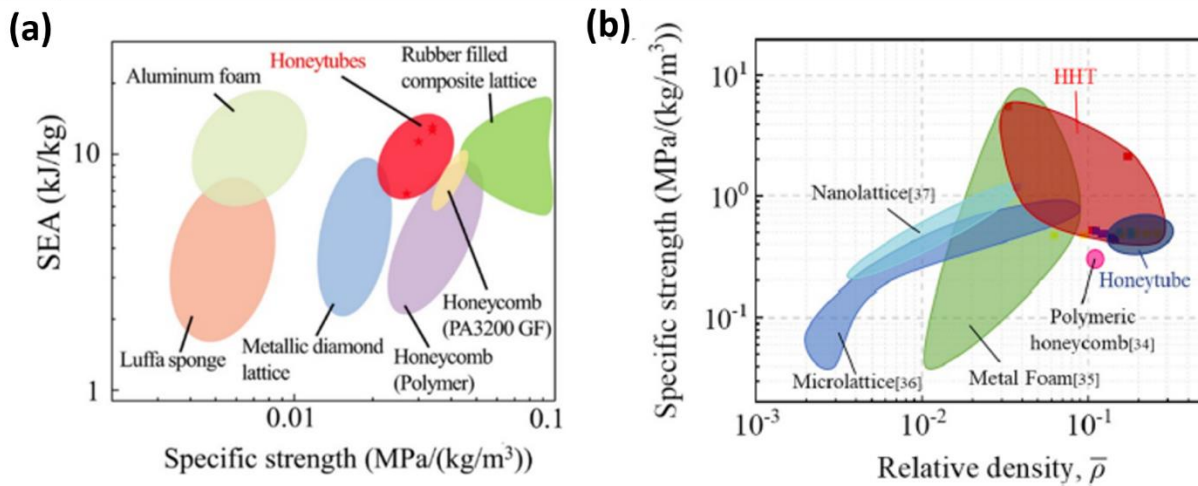 (a)
SEA (kJ/kg)
10
1
Aluminum foam
Honeytubes
Rubber filled
composite lattice
Luffa sponge
Metallic diamond
lattice
Honeycomb
(Polymer)
Honeycomb
(PA3200 GF)
0.01
0.1
Specific strength (MPa/(kg/m³))
(b)
Specific strength (MPa/(kg/m³)
10¹
10⁰
10⁻¹
HHT
Nanolattice[37]
Honeytube
Polymeric
honeycomb[34]
Microlattice[36]
Metal Foam[35]
10⁻³
10⁻²
10⁻¹
Relative density, ρ̅